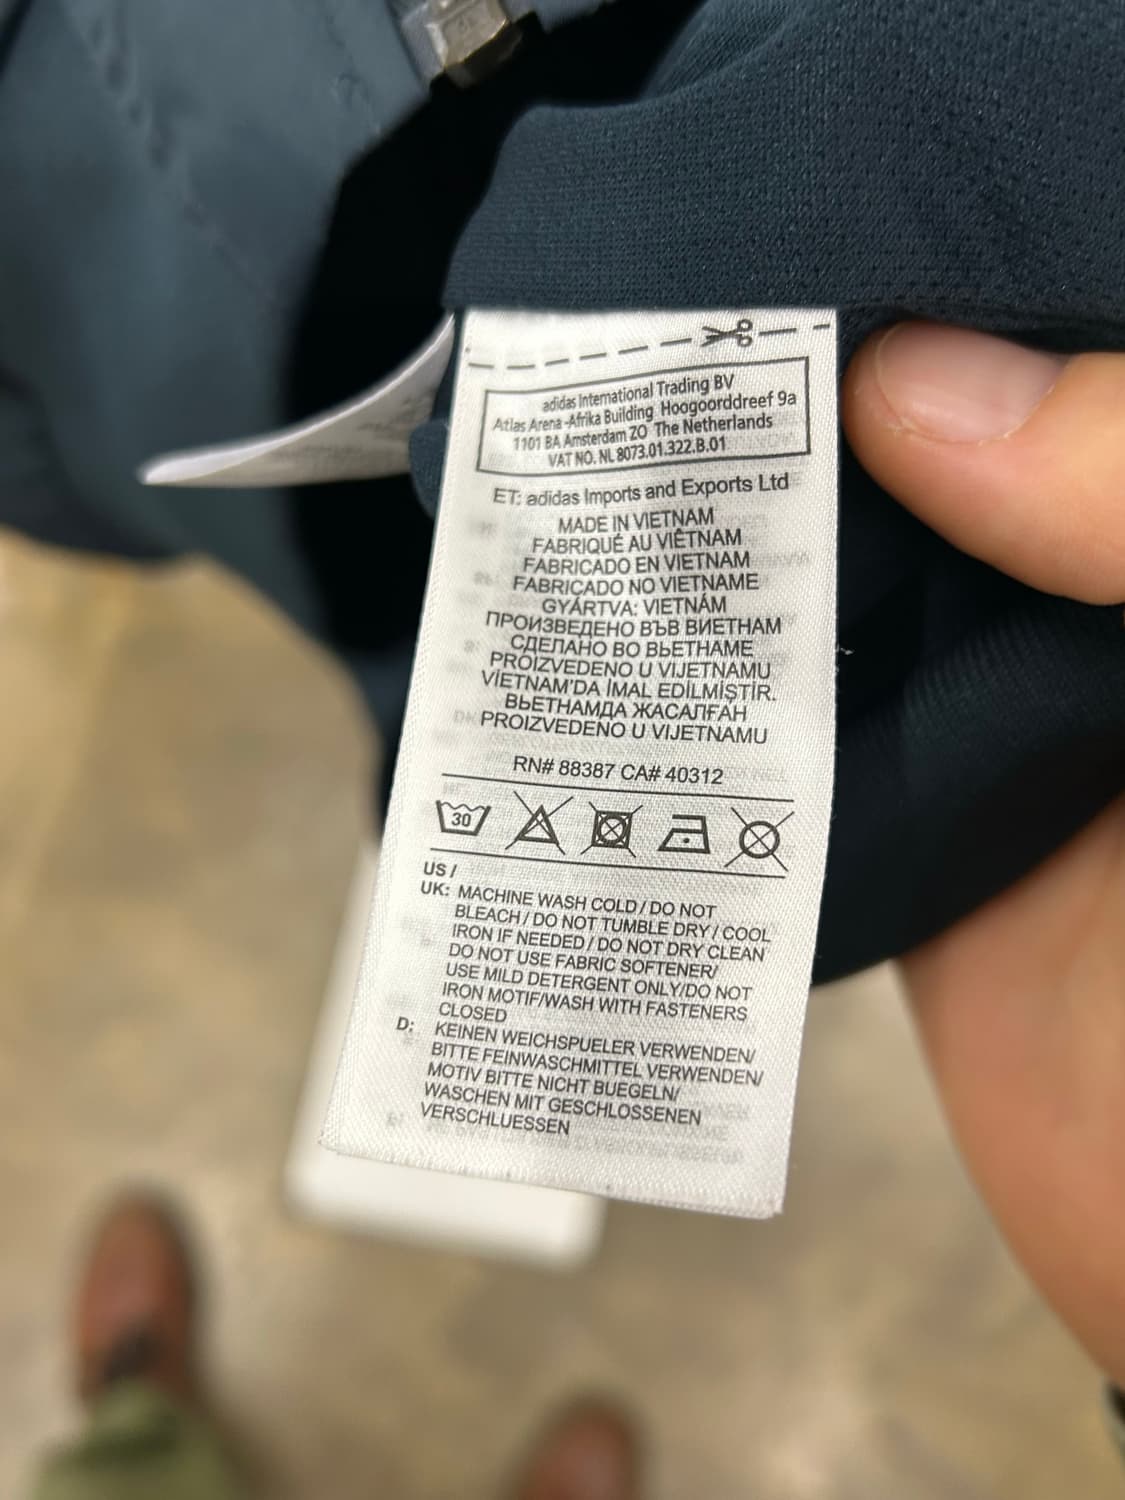 adidas International Trading BV
Atlas Arena -Afrika Building Hoogoorddreef 9a
1101 BA Amsterdam ZO The Netherlands
VAT NO. NL 8073.01.322.B.01
ET: adidas Imports and Exports Ltd
MADE IN VIETNAM
FABRIQUÉ AU VIÊTNAM
FABRICADO EN VIETNAM
FABRICADO NO VIETNAME
GYÁRTVA: VIETNÁM
ПРОИЗВЕДЕНО ВЪВ ВИЕТНАМ
СДЕЛАНО ВО ВЬЕТНАМЕ
PROIZVEDENO U VIJETNAMU
VİETNAM'DA İMAL EDİLMİŞTİR.
ВЬЕТНАМДА ЖАСАЛҒАН
PROIZVEDENO U VIJETNAMU
RN# 88387 CA# 40312
30
US /
UK: MACHINE WASH COLD / DO NOT
BLEACH / DO NOT TUMBLE DRY / COOL
IRON IF NEEDED / DO NOT DRY CLEAN
DO NOT USE FABRIC SOFTENER/
USE MILD DETERGENT ONLY/DO NOT
IRON MOTIF/WASH WITH FASTENERS
CLOSED
D: KEINEN WEICHSPUELER VERWENDEN/
BITTE FEINWASCHMITTEL VERWENDEN/
MOTIV BITTE NICHT BUEGELN/
WASCHEN MIT GESCHLOSSENEN
VERSCHLUESSEN